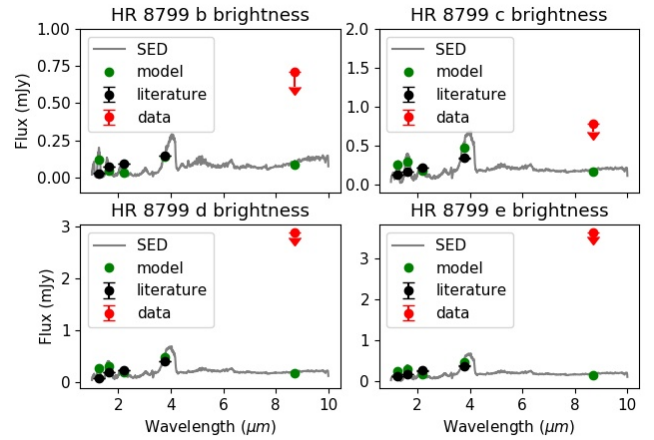 HR 8799 b brightness
HR 8799 c brightness
Flux (mJy)
1.00
0.75
0.50
0.25
0.00
SED
model
literature
data
2.0
1.5
1.0
0.5
0.0
SED
model
literature
data
HR 8799 d brightness
HR 8799 e brightness
Flux (mJy)
3
2
1
0
SED
model
literature
data
3
2
1
0
SED
model
literature
data
2 4 6 8 10
2 4 6 8 10
Wavelength (μm)
Wavelength (μm)